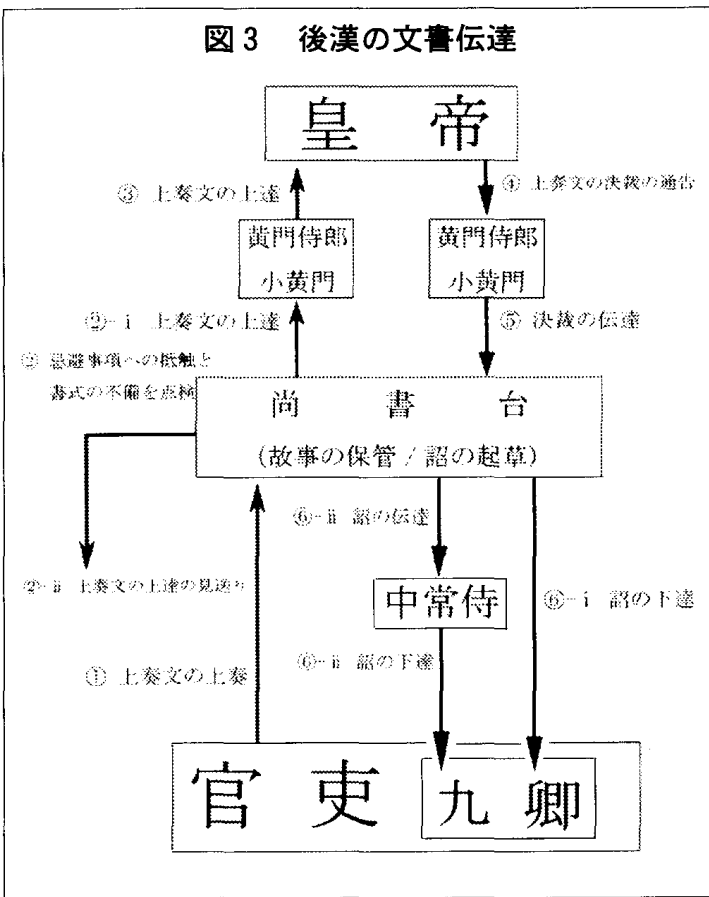 図3 後漢の文書伝達
皇 帝
③ 上奏文の上達
④ 上奏文の決裁の通告
黄門侍郎
小黄門
黄門侍郎
小黄門
②-ⅰ 上奏文の上達
⑤ 決裁の伝達
② 忌避事項への抵触と
書式の不備を点検
尚 書 台
(故事の保管/詔の起草)
⑥-ⅱ 詔の伝達
②-ⅱ 上奏文の上達の見送り
中常侍
⑥-ⅰ 詔の下達
① 上奏文の上奏
⑥-ⅱ 詔の下達
官 吏
九 卿